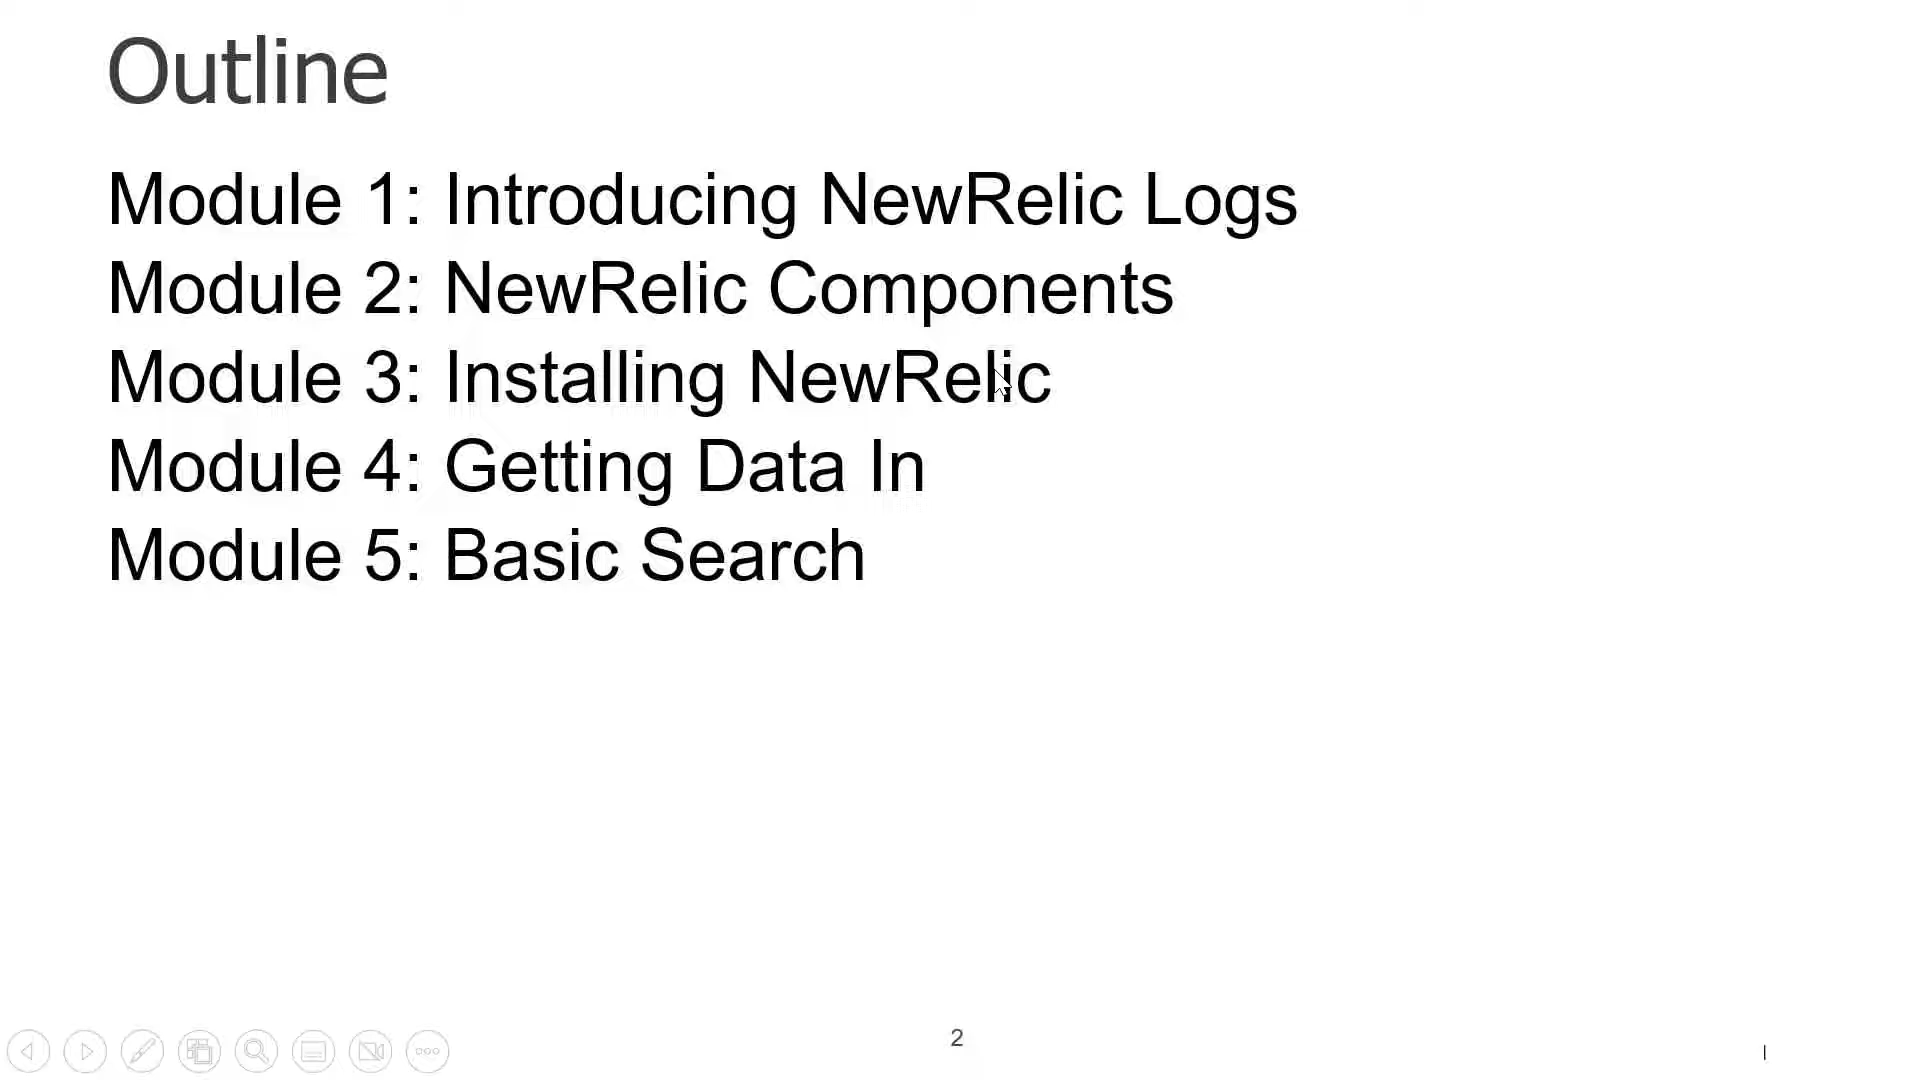 Outline
Module 1: Introducing NewRelic Logs
Module 2: NewRelic Components
Module 3: Installing NewRelic
Module 4: Getting Data In
Module 5: Basic Search
2